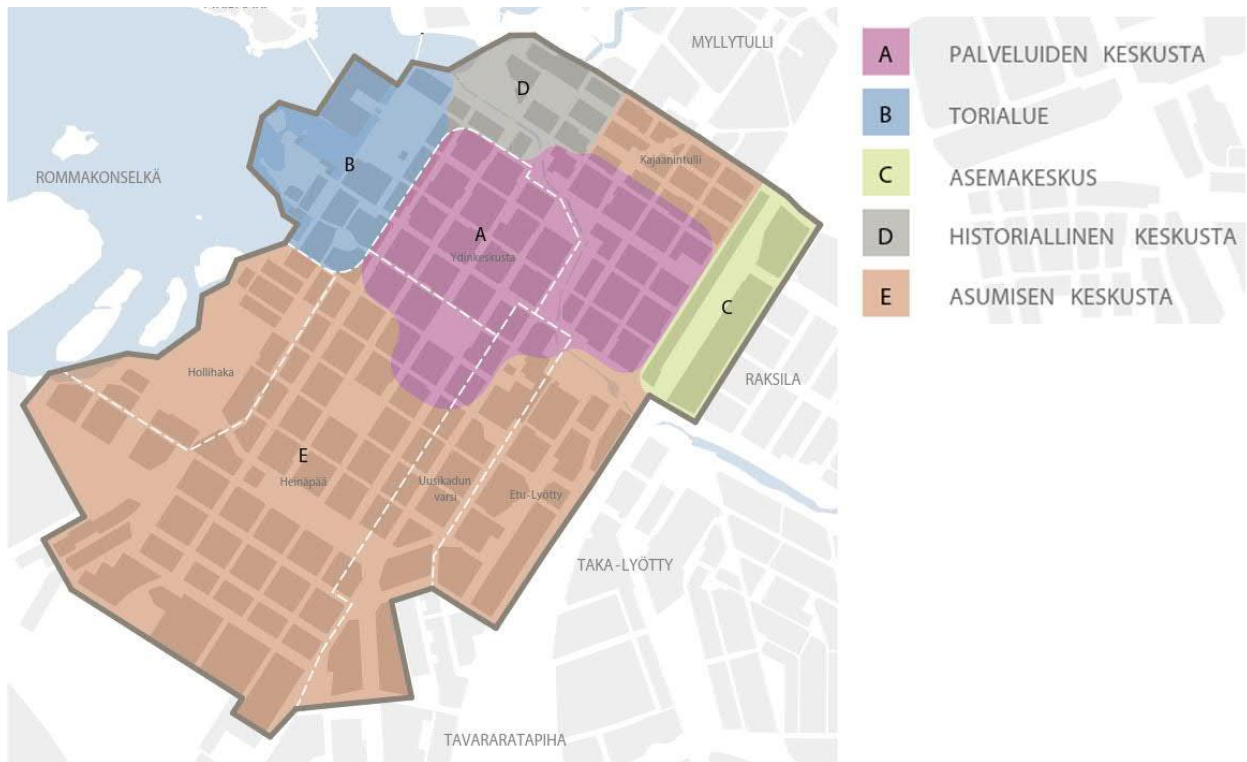 MYLLYTULLI
D
Kajaanintulli
B
ROMMAKONSELKÄ
A
Ydinkeskusta
C
Hollihaka
RAKSILA
E
Heinäpää
Uusikadun
varsi
Etu-Lyötty
TAKA-LYÖTTY
TAVARARATAPIHA
A PALVELUIDEN KESKUSTA
B TORIALUE
C ASEMAKESKUS
D HISTORIALLINEN KESKUSTA
E ASUMISEN KESKUSTA